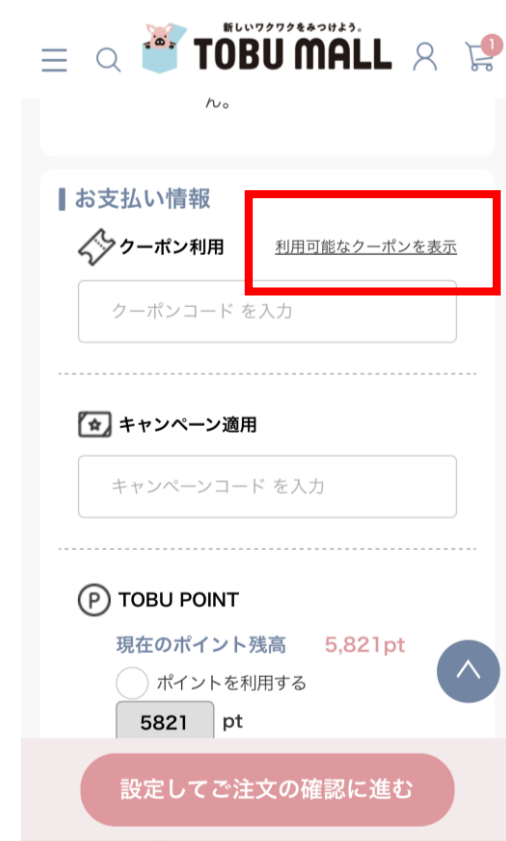 新しいワクワクをみつけよう。
TOBU MALL
1
ん。
お支払い情報
クーポン利用 利用可能なクーポンを表示
クーポンコード を入力
キャンペーン適用
キャンペーンコード を入力
P TOBU POINT
現在のポイント残高 5,821pt
ポイントを利用する
5821 pt
設定してご注文の確認に進む